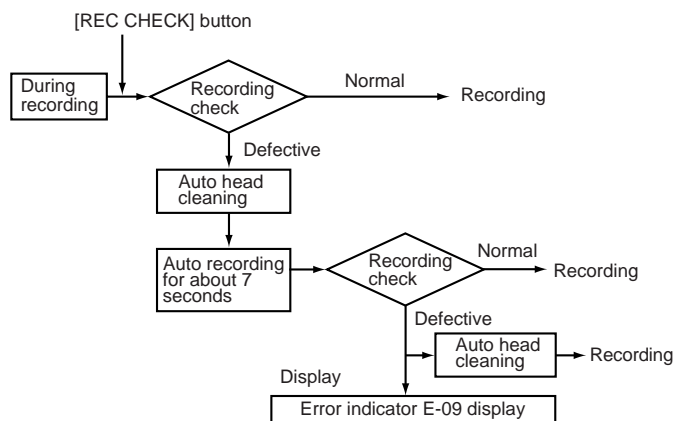 [REC CHECK] button
During
recording
Recording
check
Normal
Recording
Defective
Auto head
cleaning
Auto recording
for about 7
seconds
Recording
check
Normal
Recording
Defective
Auto head
cleaning
Recording
Display
Error indicator E-09 display